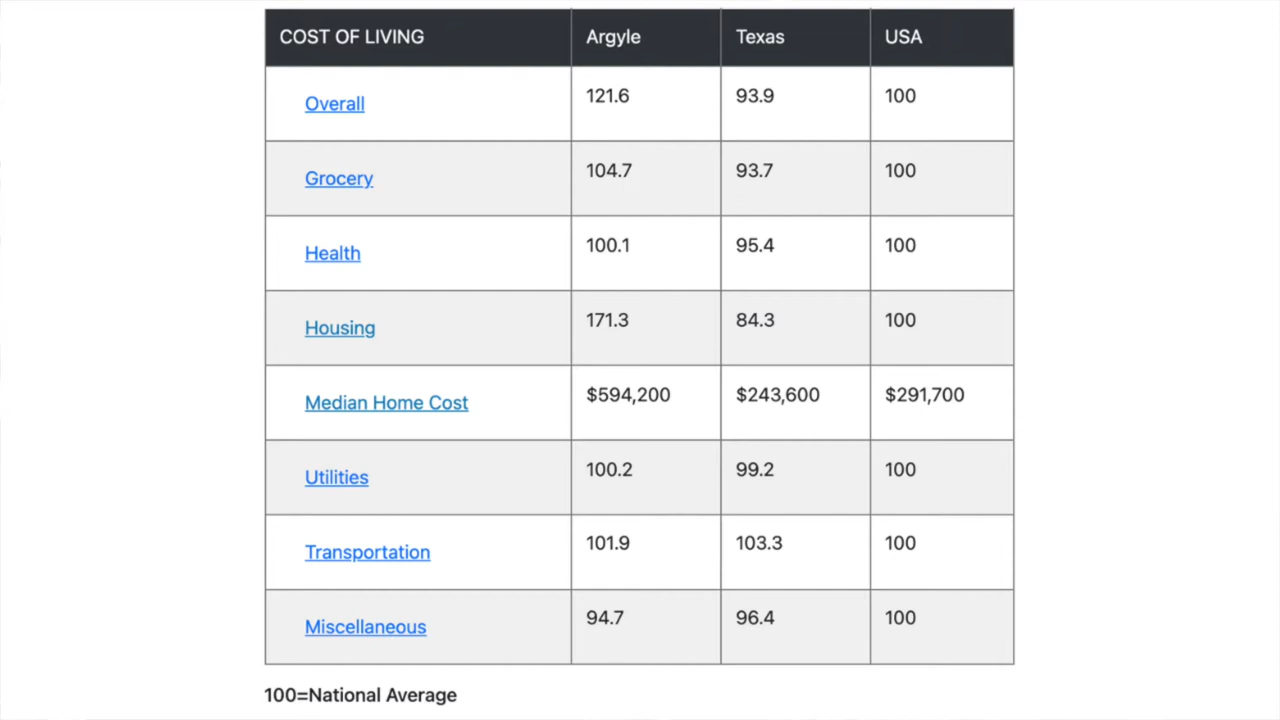 COST OF LIVING Argyle Texas USA
Overall 121.6 93.9 100
Grocery 104.7 93.7 100
Health 100.1 95.4 100
Housing 171.3 84.3 100
Median Home Cost $594,200 $243,600 $291,700
Utilities 100.2 99.2 100
Transportation 101.9 103.3 100
Miscellaneous 94.7 96.4 100
100=National Average